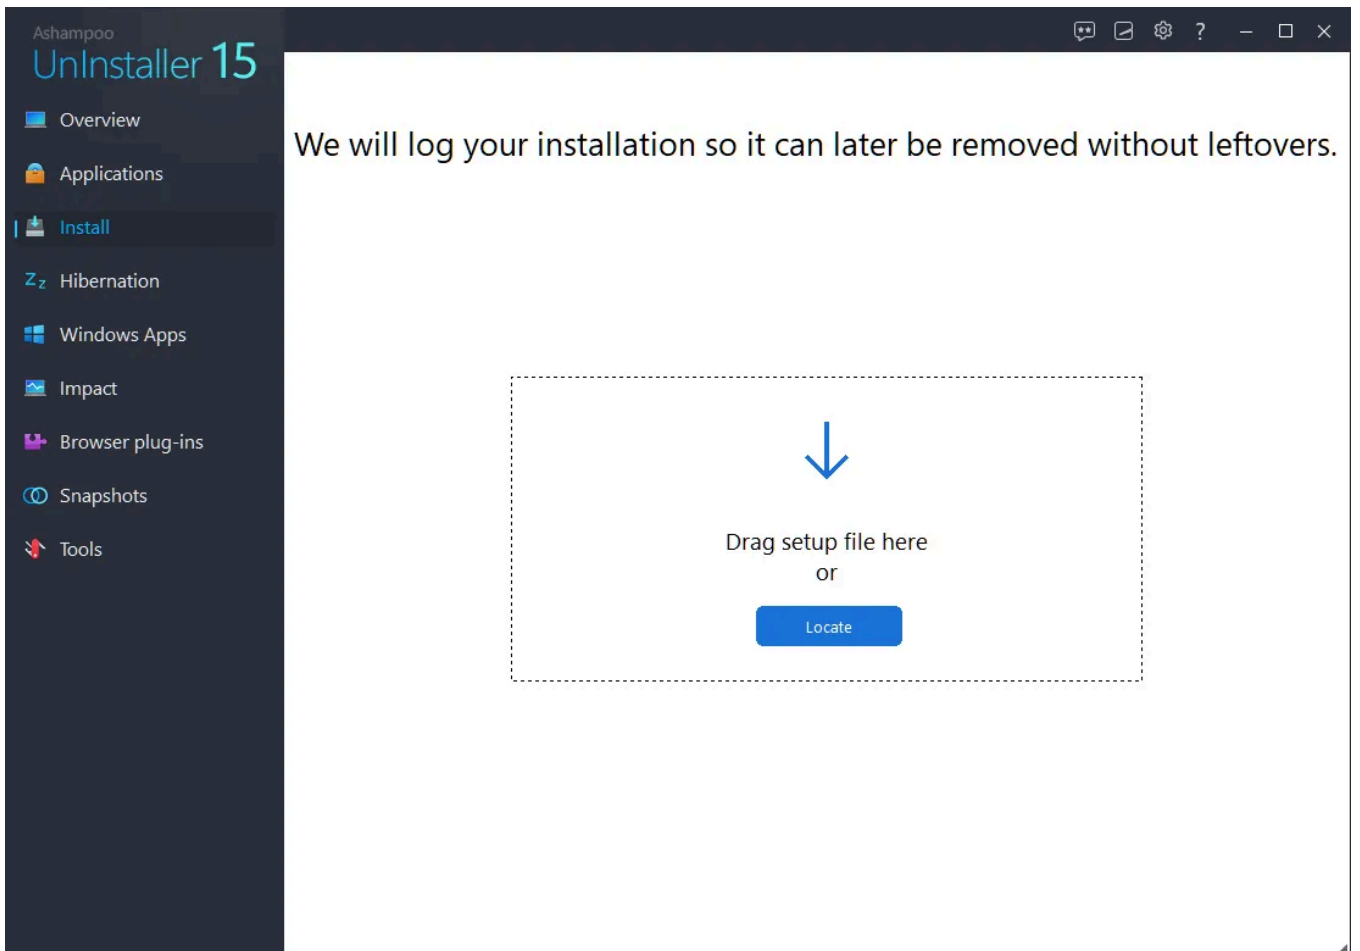 Ashampoo
UnInstaller 15
Overview
Applications
Install
Hibernation
Windows Apps
Impact
Browser plug-ins
Snapshots
Tools
?
We will log your installation so it can later be removed without leftovers.
Drag setup file here
or
Locate